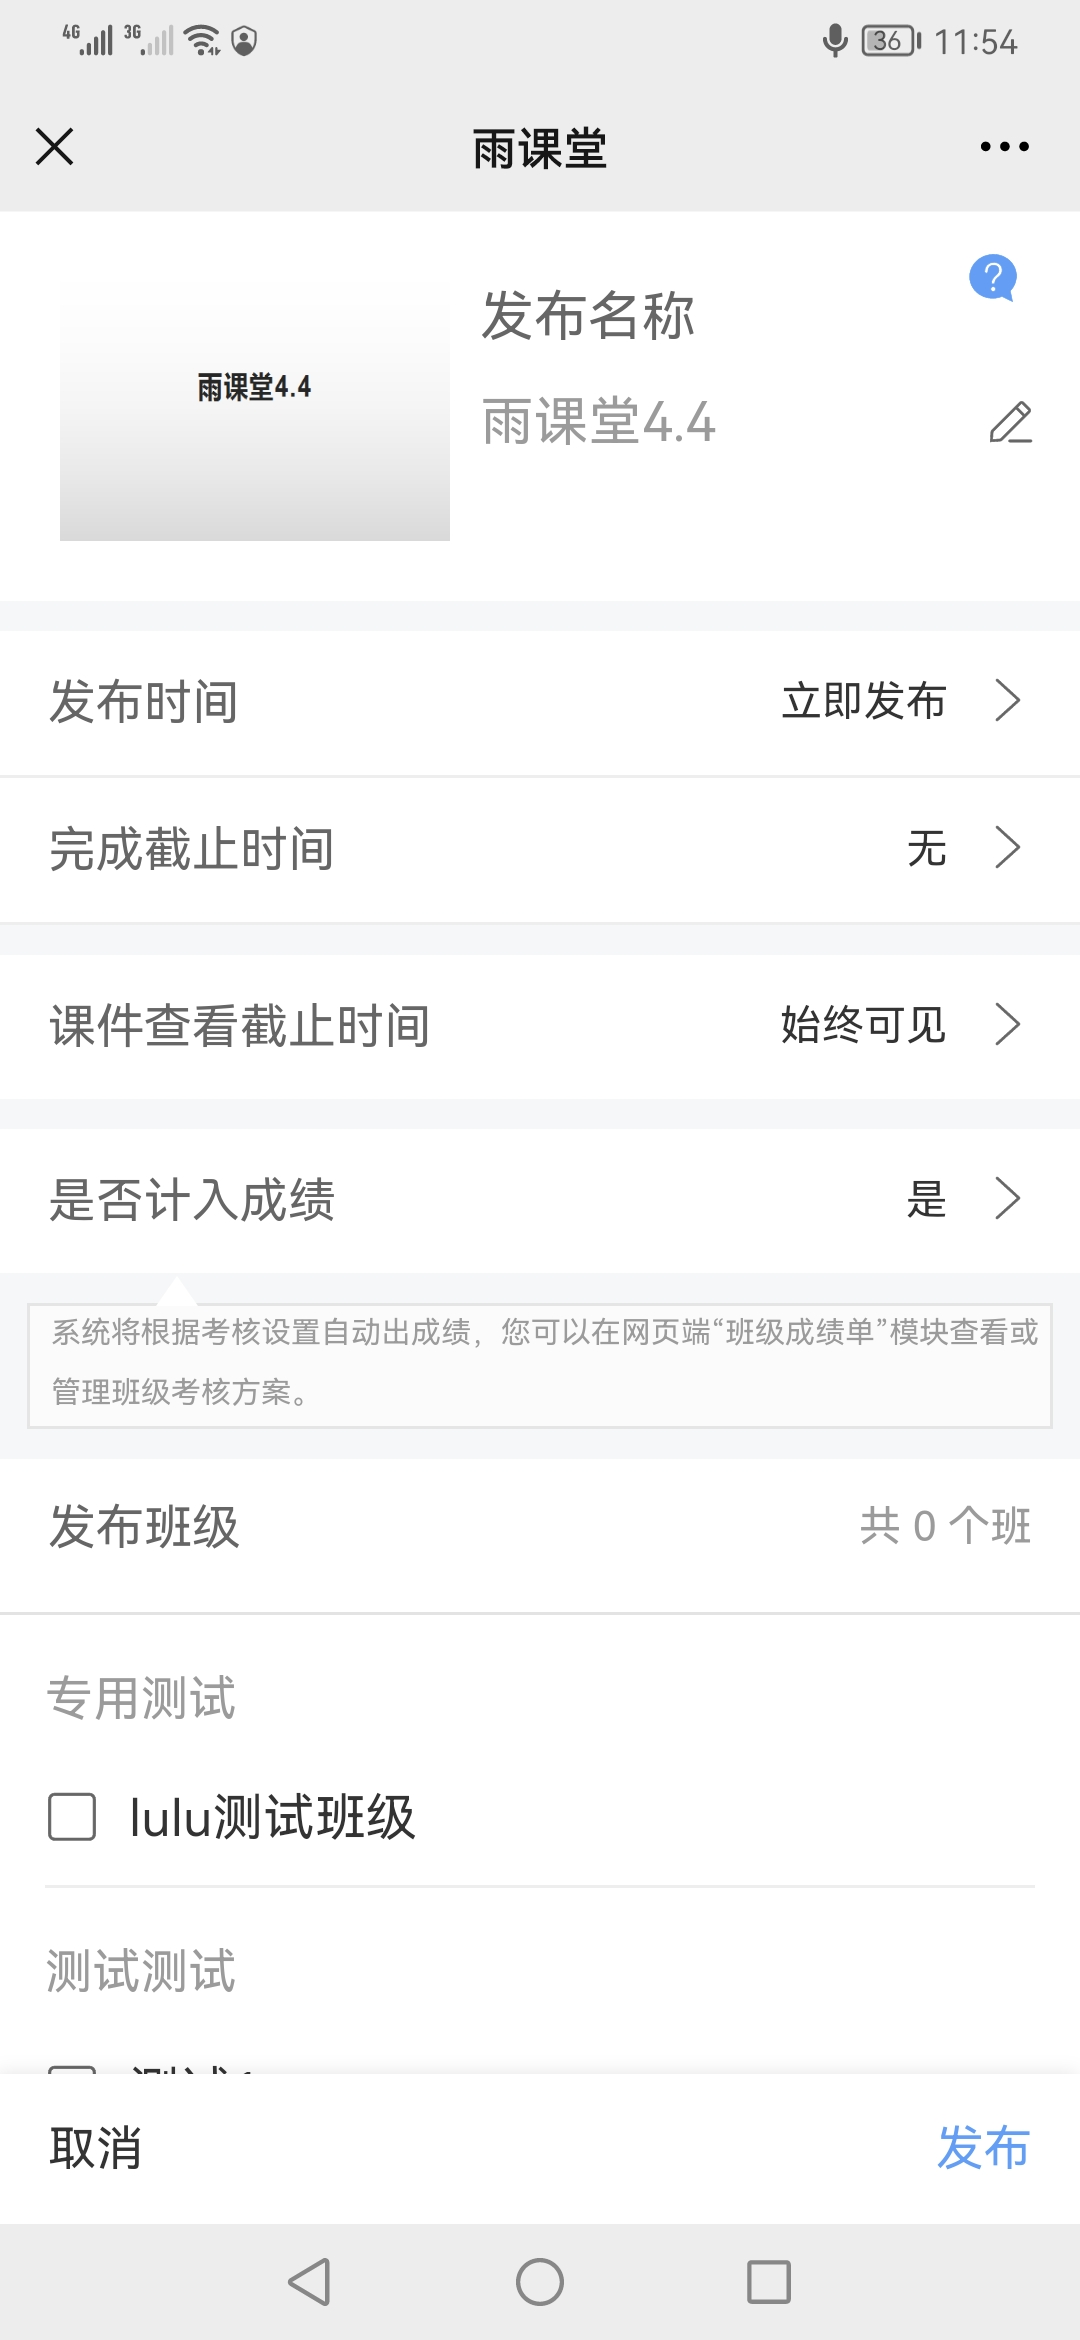 4G 3G 36 11:54
雨课堂
发布名称
雨课堂4.4
雨课堂4.4
发布时间 立即发布
完成截止时间 无
课件查看截止时间 始终可见
是否计入成绩 是
系统将根据考核设置自动出成绩，您可以在网页端“班级成绩单”模块查看或
管理班级考核方案。
发布班级 共 0 个班
专用测试
lulu测试班级
测试测试
取消 发布